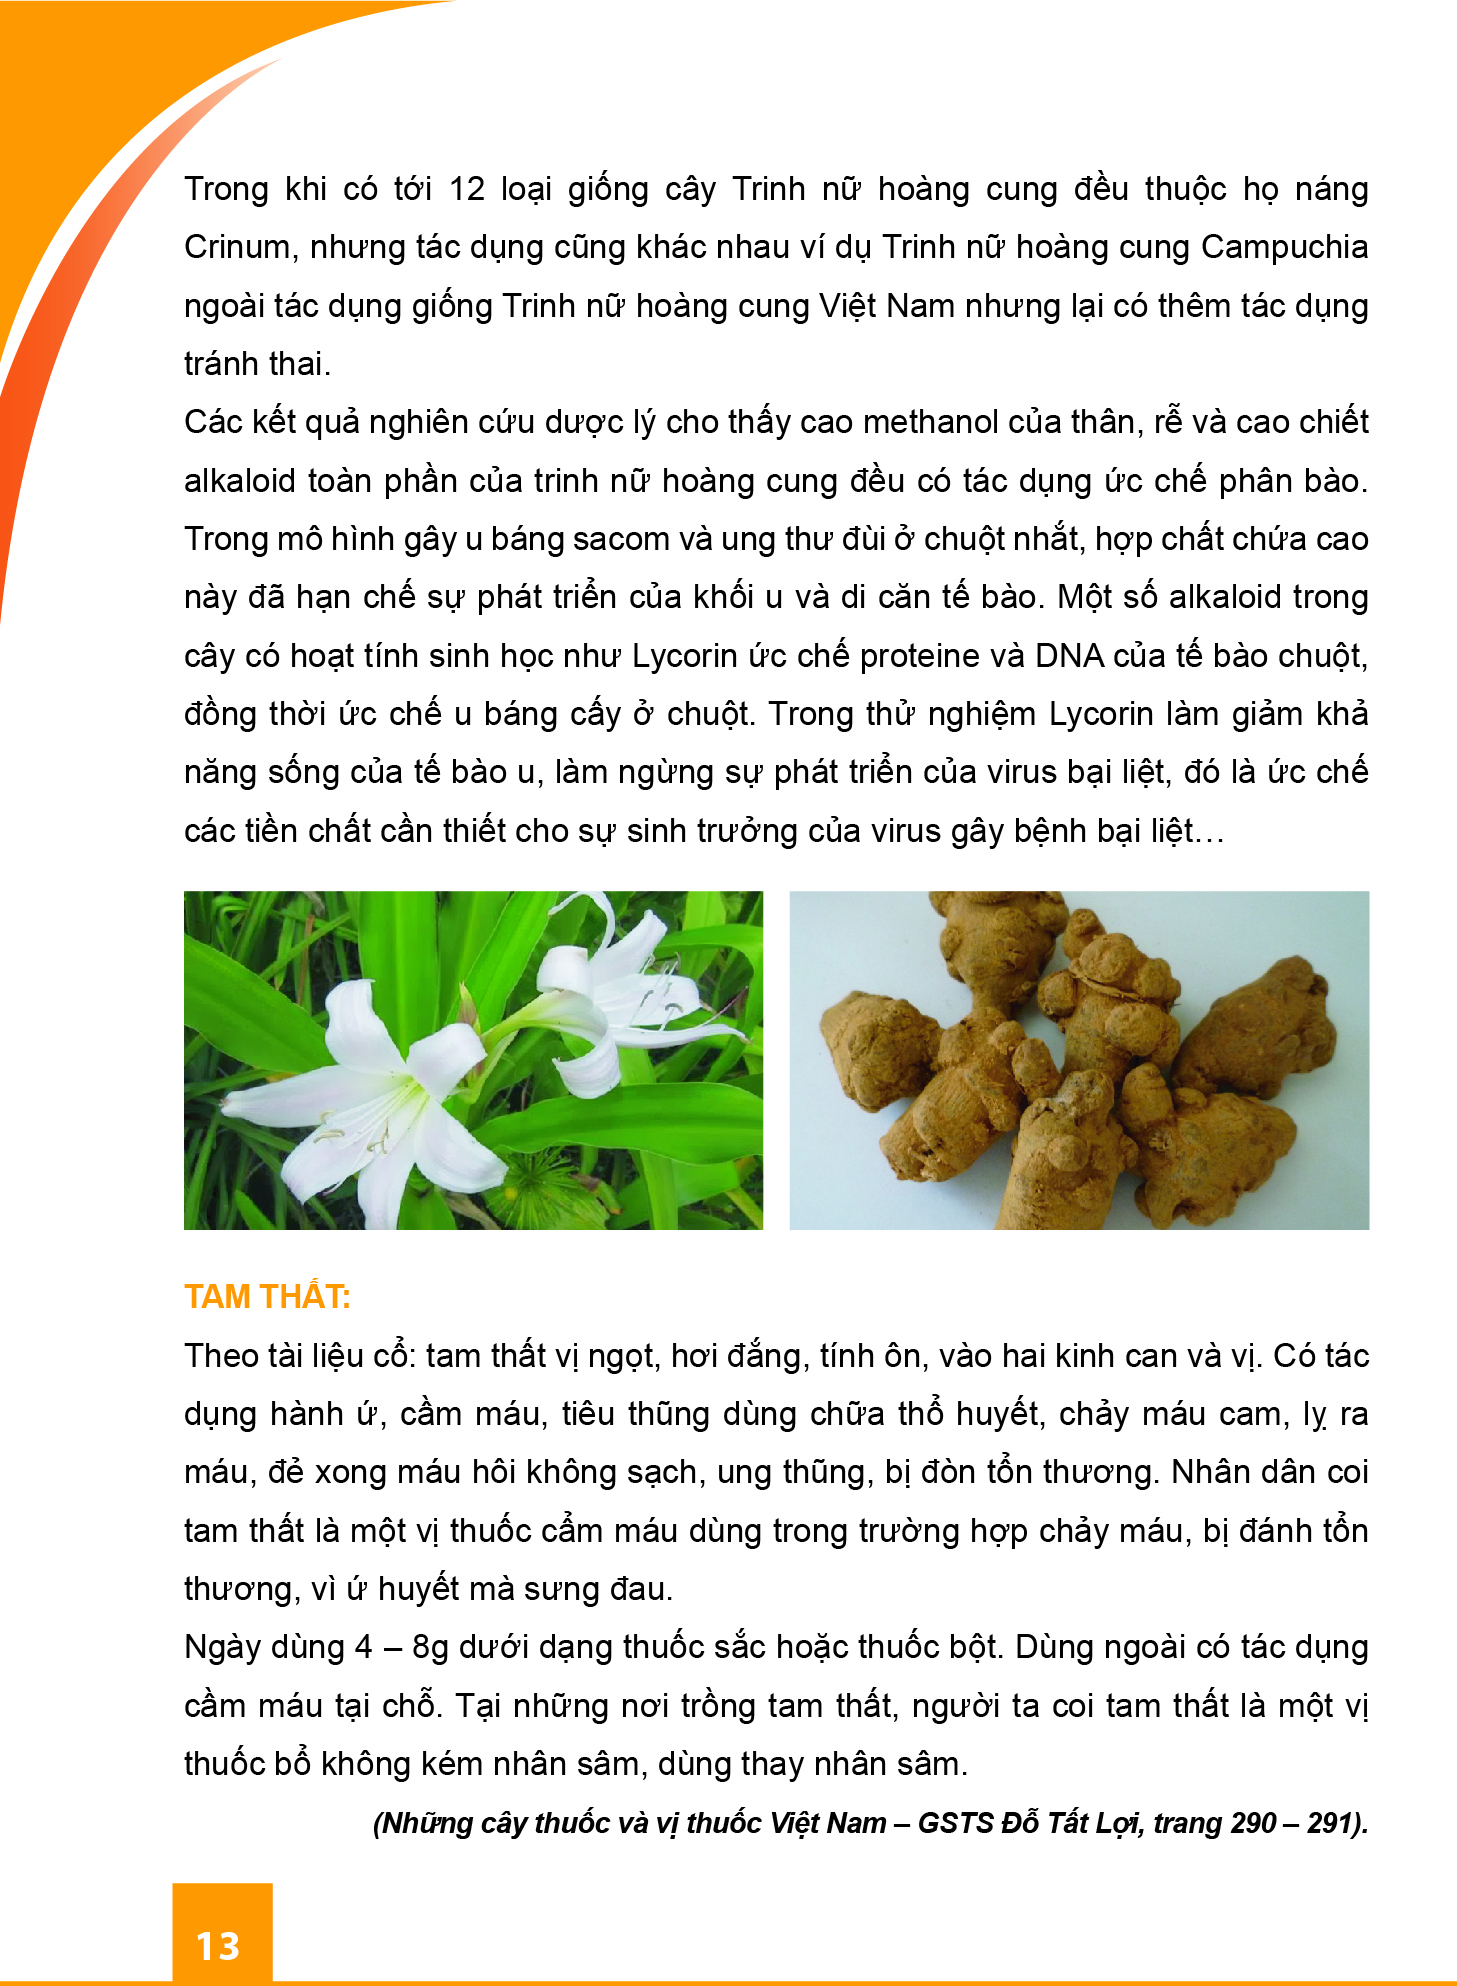 Trong khi có tới 12 loại giống cây Trinh nữ hoàng cung đều thuộc họ náng
Crinum, nhưng tác dụng cũng khác nhau ví dụ Trinh nữ hoàng cung Campuchia
ngoài tác dụng giống Trinh nữ hoàng cung Việt Nam nhưng lại có thêm tác dụng
tránh thai.
Các kết quả nghiên cứu dược lý cho thấy cao methanol của thân, rễ và cao chiết
alkaloid toàn phần của trinh nữ hoàng cung đều có tác dụng ức chế phân bào.
Trong mô hình gây u báng sacom và ung thư đùi ở chuột nhắt, hợp chất chứa cao
này đã hạn chế sự phát triển của khối u và di căn tế bào. Một số alkaloid trong
cây có hoạt tính sinh học như Lycorin ức chế proteine và DNA của tế bào chuột,
đồng thời ức chế u báng cấy ở chuột. Trong thử nghiệm Lycorin làm giảm khả
năng sống của tế bào u, làm ngừng sự phát triển của virus bại liệt, đó là ức chế
các tiền chất cần thiết cho sự sinh trưởng của virus gây bệnh bại liệt…
TAM THẤT:
Theo tài liệu cổ: tam thất vị ngọt, hơi đắng, tính ôn, vào hai kinh can và vị. Có tác
dụng hành ứ, cầm máu, tiêu thũng dùng chữa thổ huyết, chảy máu cam, lỵ ra
máu, đẻ xong máu hôi không sạch, ung thũng, bị đòn tổn thương. Nhân dân coi
tam thất là một vị thuốc cẩm máu dùng trong trường hợp chảy máu, bị đánh tổn
thương, vì ứ huyết mà sưng đau.
Ngày dùng 4 – 8g dưới dạng thuốc sắc hoặc thuốc bột. Dùng ngoài có tác dụng
cầm máu tại chỗ. Tại những nơi trồng tam thất, người ta coi tam thất là một vị
thuốc bổ không kém nhân sâm, dùng thay nhân sâm.
(Những cây thuốc và vị thuốc Việt Nam – GSTS Đỗ Tất Lợi, trang 290 – 291).
13